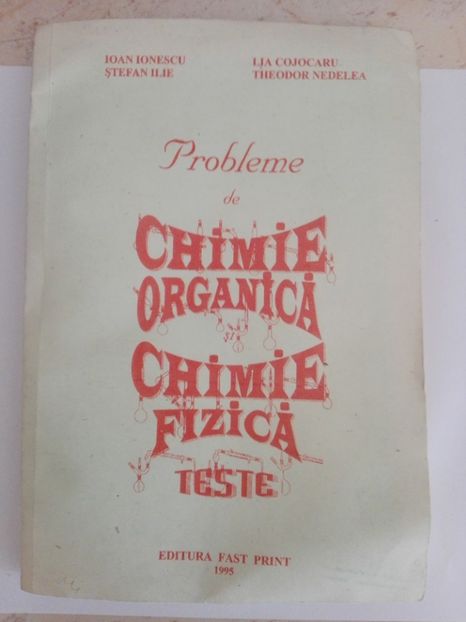 IOAN IONESCU
ŞTEFAN ILIE
LIA COJOCARU
THEODOR NEDELEA
Probleme
de
CHIMIE
ORGANICĂ
şi
CHIMIE
FIZICĂ
TESTE
EDITURA FAST PRINT
1995